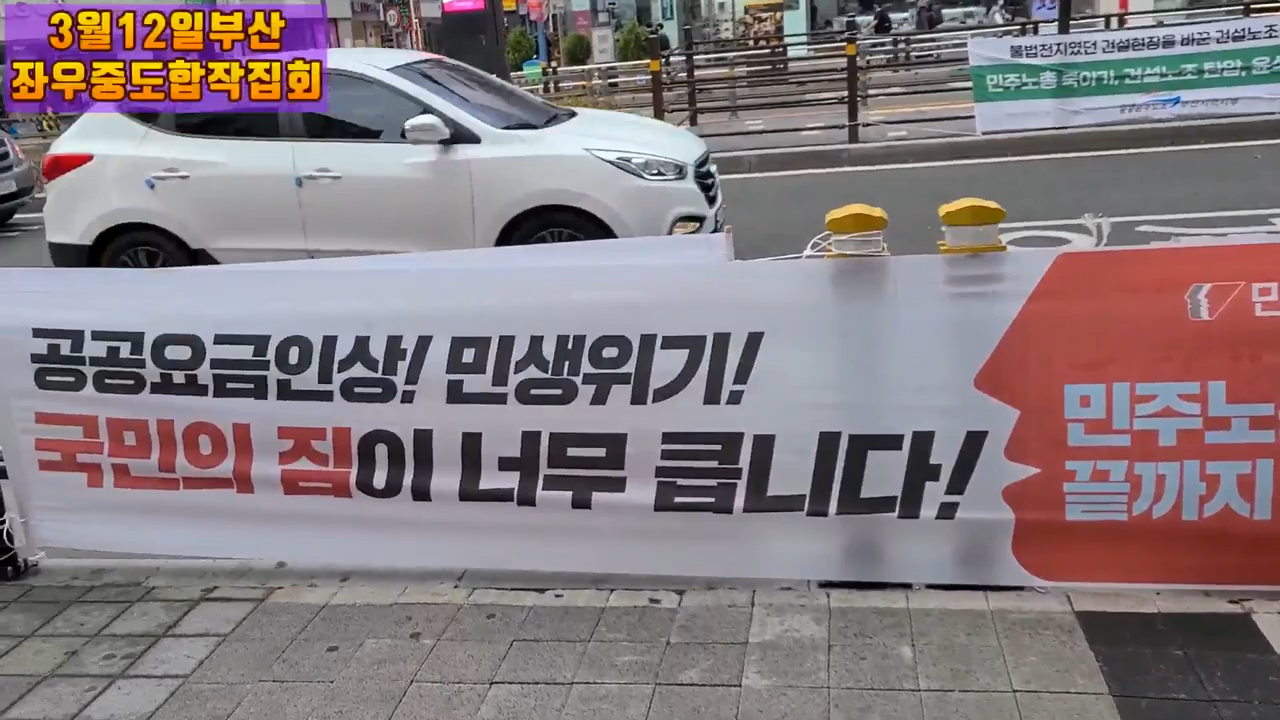 3월12일부산
좌우중도합작집회
불법천지였던 건설현장을 바꾼 건설노조
민주노총 죽이기, 건설노조 탄압, 윤석
공공요금인상! 민생위기!
국민의 짐이 너무 큽니다!
민
민주노
끝까지